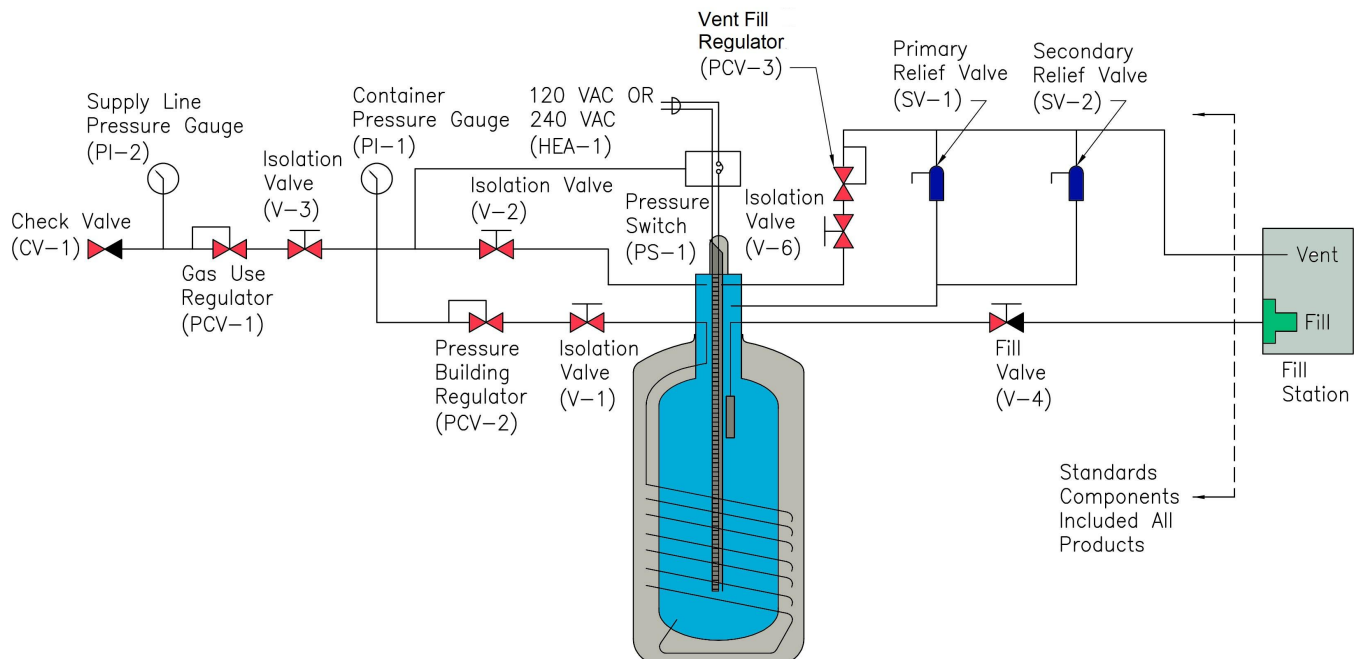 Vent Fill
Regulator
(PCV-3)
Primary
Relief Valve
(SV-1)
Secondary
Relief Valve
(SV-2)
Supply Line
Pressure Gauge
(PI-2)
Container
Pressure Gauge
(PI-1)
120 VAC OR
240 VAC
(HEA-1)
Isolation
Valve
(V-3)
Isolation Valve
(V-2)
Pressure
Switch
(PS-1)
Isolation
Valve
(V-6)
Check Valve
(CV-1)
Gas Use
Regulator
(PCV-1)
Vent
Fill
Fill
Station
Pressure
Building
Regulator
(PCV-2)
Isolation
Valve
(V-1)
Fill
Valve
(V-4)
Standards
Components
Included All
Products